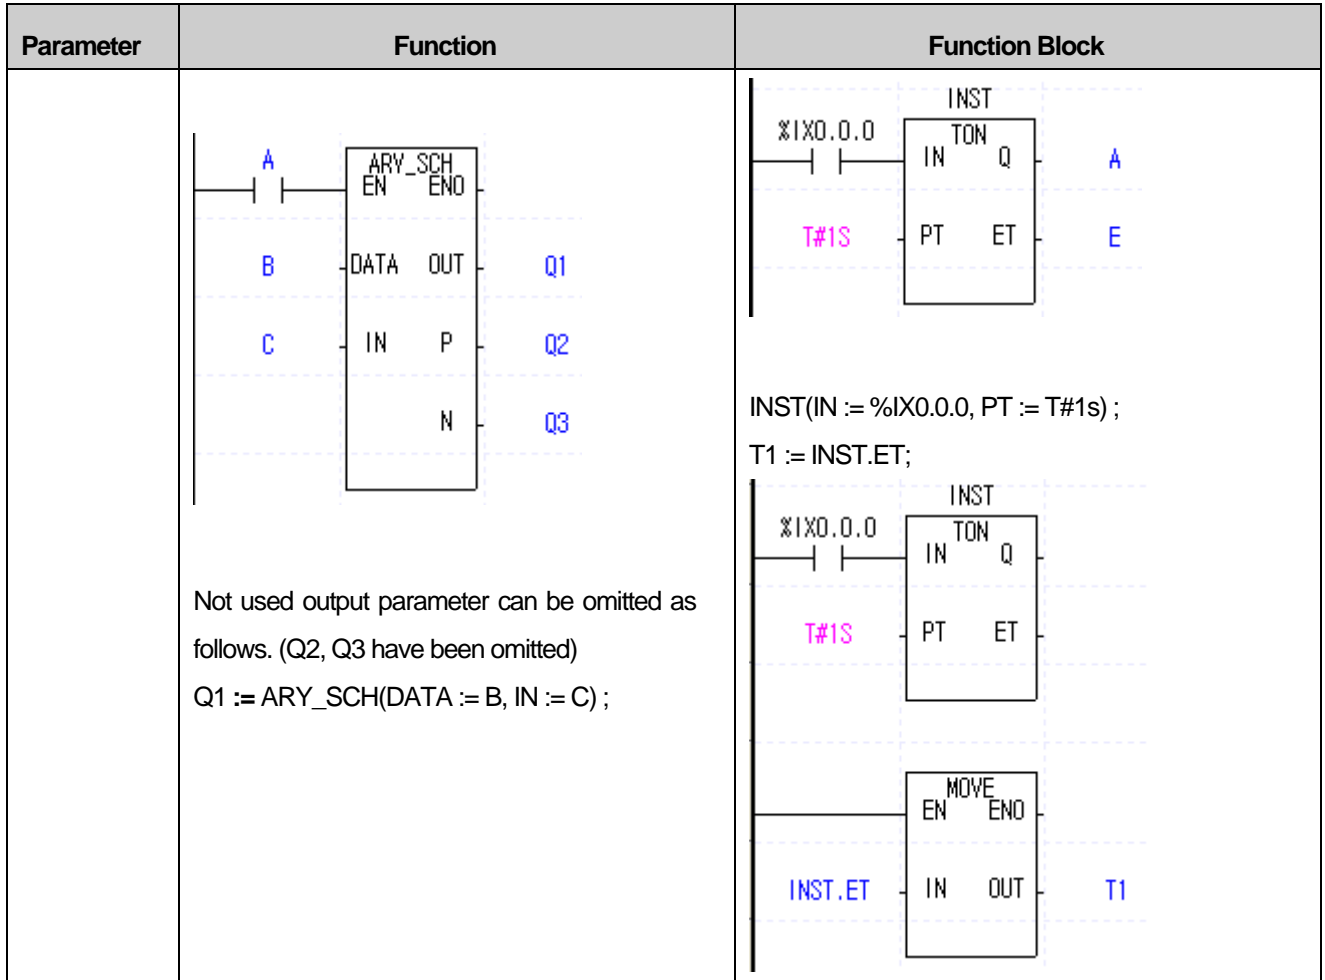 Parameter Function Function Block
A
ARY_SCH
EN ENO
B DATA OUT Q1
C IN P Q2
N Q3
Not used output parameter can be omitted as
follows. (Q2, Q3 have been omitted)
Q1 := ARY_SCH(DATA := B, IN := C) ;
INST
%IX0.0.0 TON
IN Q A
T#1S PT ET E
INST(IN := %IX0.0.0, PT := T#1s) ;
T1 := INST.ET;
INST
%IX0.0.0 TON
IN Q
T#1S PT ET
MOVE
EN ENO
INST.ET IN OUT T1